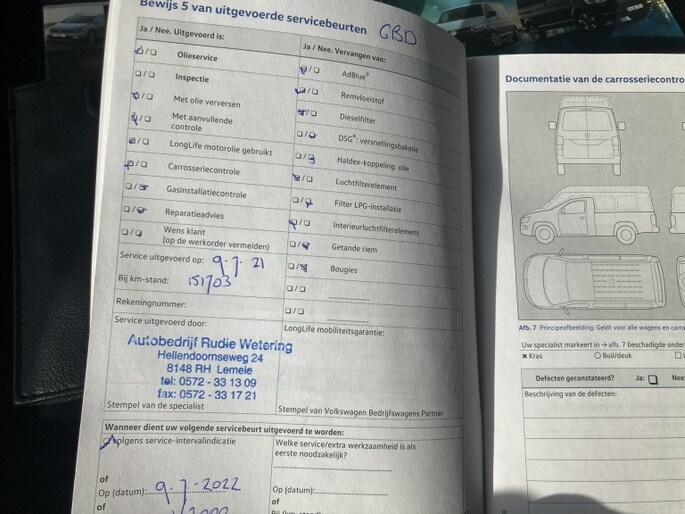 Bewijs 5 van uitgevoerde servicebeurten GBD
Ja / Nee. Uitgevoerd is:
Olieservice
Inspectie
Met olie verversen
Met aanvullende
controle
LongLife motorolie gebruikt
Carrosseriecontrole
Gasinstallatiecontrole
Reparatieadvies
Wens klant
(op de werkorder vermelden)
Service uitgevoerd op: 9-7-21
Bij km-stand: 151703
Rekeningnummer:
Service uitgevoerd door:
Autobedrijf Rudie Wetering
Hellendoornseweg 24
8148 RH Lemele
tel: 0572 - 33 13 09
fax: 0572 - 33 17 21
Stempel van de specialist
Ja / Nee. Vervangen van:
AdBlue®
Remvloeistof
Dieselfilter
DSG®: versnellingsbakolie
Haldex-koppeling: olie
Luchtfilterelement
Filter LPG-installatie
Interieurluchtfilterelement
Getande riem
Bougies
LongLife mobiliteitsgarantie:
Stempel van Volkswagen Bedrijfswagens Partner
Wanneer dient uw volgende servicebeurt uitgevoerd te worden:
volgens service-intervalindicatie
of
Op (datum): 9-7-2022
of
Welke service/extra werkzaamheid is als
eerste noodzakelijk?
of
Op (datum):
Documentatie van de carrosseriecontro
Afb. 7 Principeafbeelding: Geldt voor alle wagens en carro
Uw specialist markeert in → afb. 7 beschadigde onder
Kras Buil/deuk
Defecten geconstateerd? Ja: Nee
Beschrijving van de defecten: